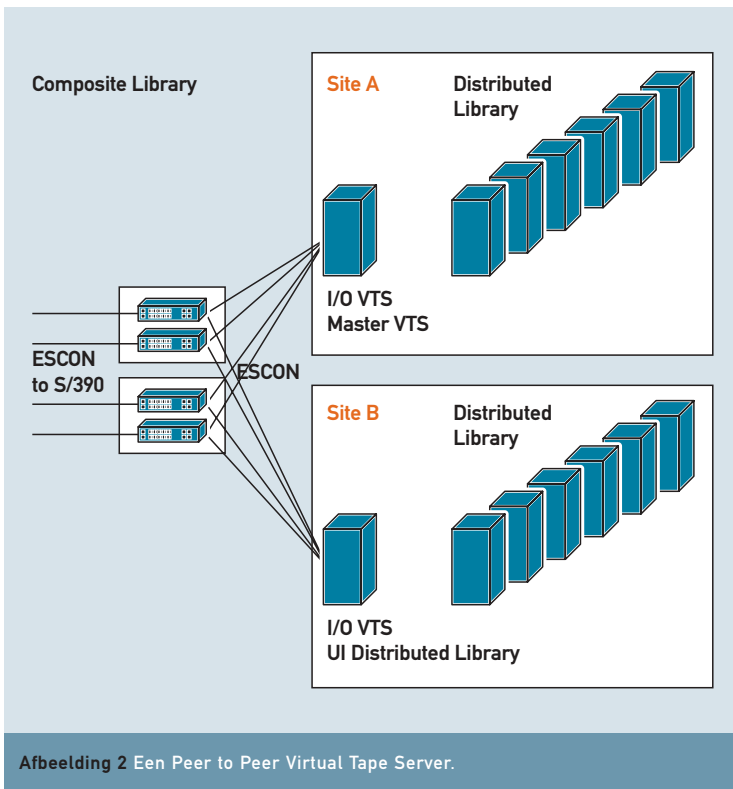 Composite Library
Site A
Distributed
Library
I/O VTS
Master VTS
ESCON
to S/390
ESCON
Site B
Distributed
Library
I/O VTS
UI Distributed Library
Afbeelding 2 Een Peer to Peer Virtual Tape Server.